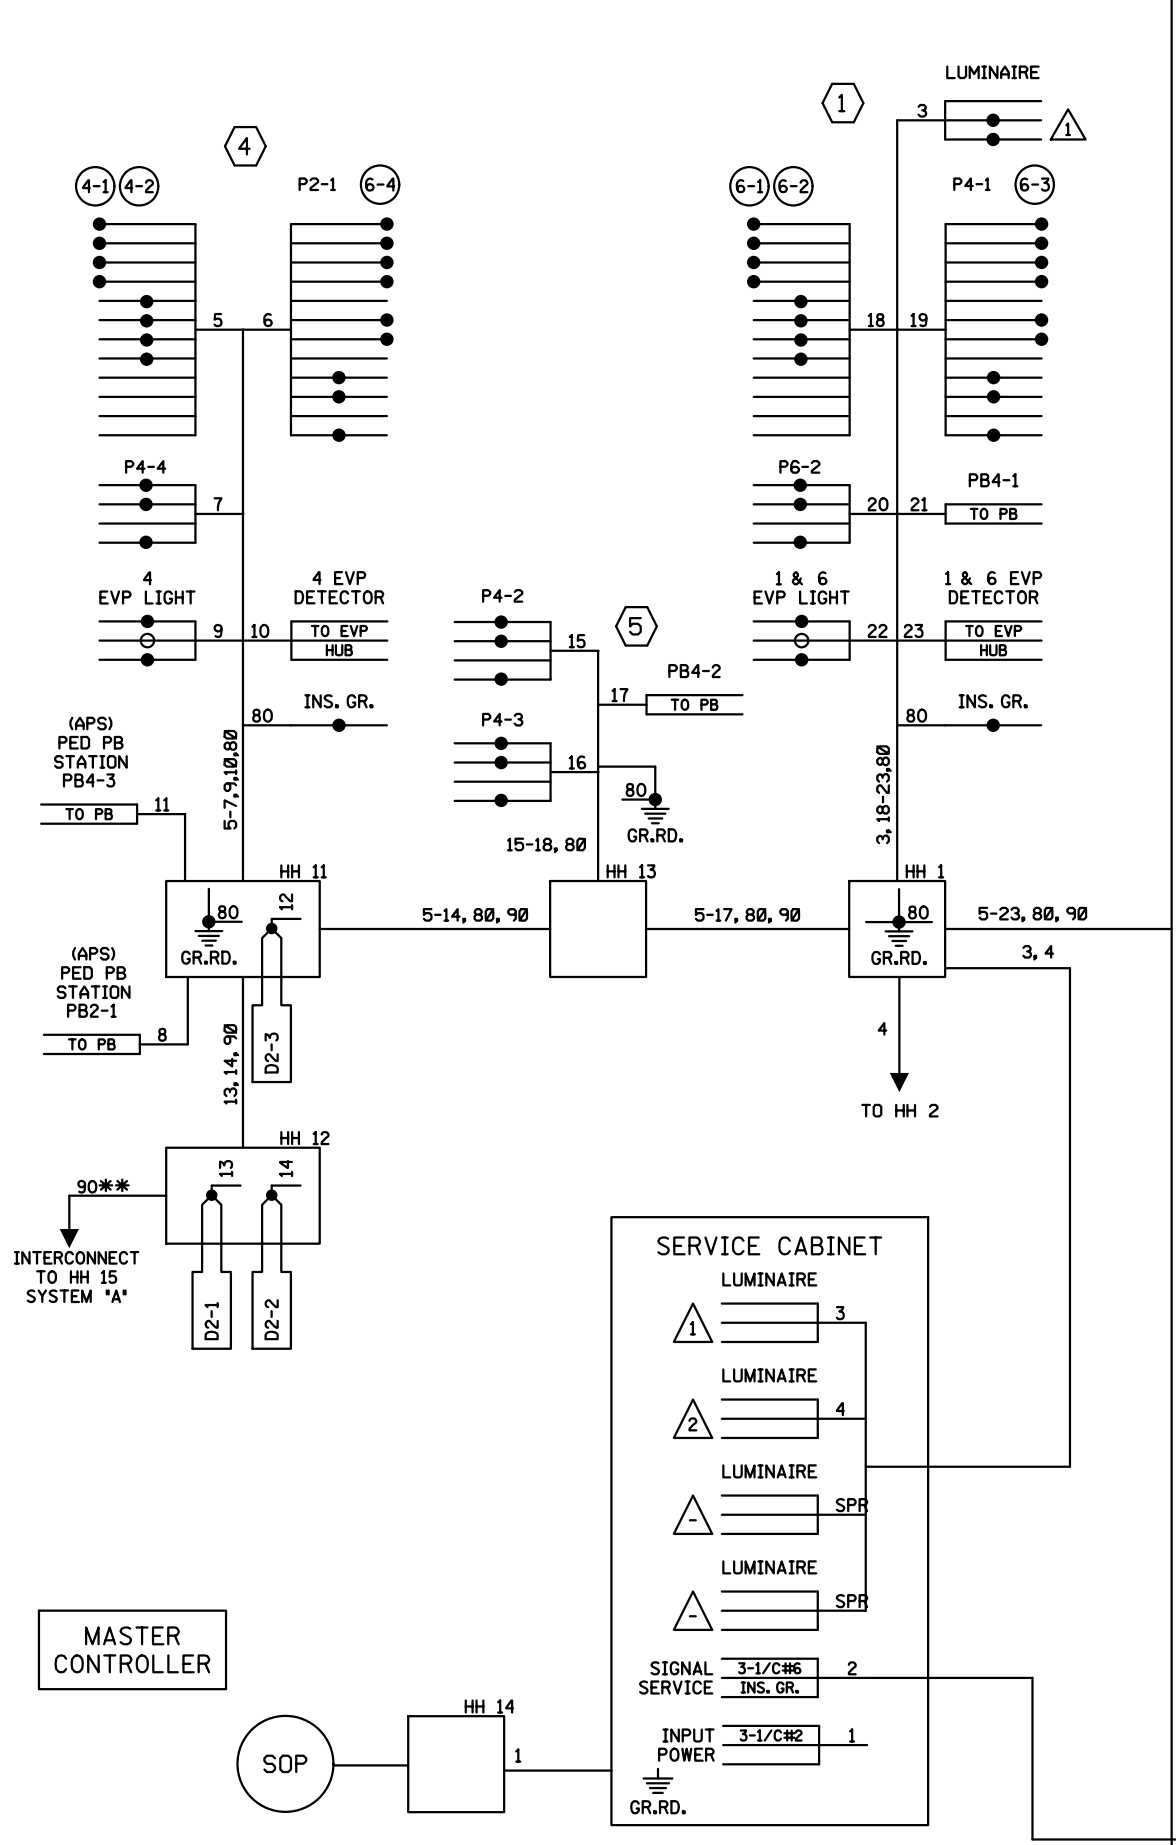 LUMINAIRE
1
3
1
4
4-1
4-2
P2-1
6-4
6-1
6-2
P4-1
6-3
5
6
18
19
P4-4
7
P6-2
20
21
PB4-1
TO PB
4
EVP LIGHT
9
10
4 EVP
DETECTOR
TO EVP
HUB
P4-2
15
5
1 & 6
EVP LIGHT
22
23
1 & 6 EVP
DETECTOR
TO EVP
HUB
17
PB4-2
TO PB
80
INS. GR.
80
INS. GR.
P4-3
16
80
GR.RD.
(APS)
PED PB
STATION
PB4-3
TO PB
11
5-7,9,10,80
15-18,80
3,18-23,80
HH 11
80
GR.RD.
12
D2-3
5-14,80,90
HH 13
5-17,80,90
HH 1
80
GR.RD.
5-23,80,90
3,4
4
TO HH 2
(APS)
PED PB
STATION
PB2-1
TO PB
8
13,14,90
HH 12
13
14
D2-1
D2-2
90**
INTERCONNECT
TO HH 15
SYSTEM "A"
SERVICE CABINET
LUMINAIRE
1
3
LUMINAIRE
2
4
LUMINAIRE
-
SPR
LUMINAIRE
-
SPR
SIGNAL
SERVICE
3-1/C#6
INS. GR.
2
INPUT
POWER
3-1/C#2
1
GR.RD.
MASTER
CONTROLLER
SOP
HH 14
1